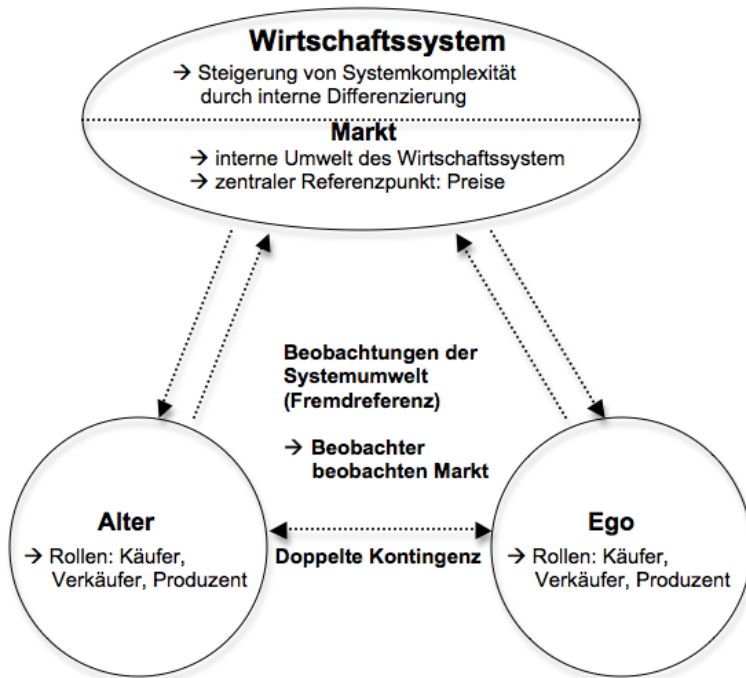 Wirtschaftssystem
→ Steigerung von Systemkomplexität
durch interne Differenzierung
Markt
→ interne Umwelt des Wirtschaftssystem
→ zentraler Referenzpunkt: Preise
Beobachtungen der
Systemumwelt
(Fremdreferenz)
→ Beobachter
beobachten Markt
Alter
→ Rollen: Käufer,
Verkäufer, Produzent
Doppelte Kontingenz
Ego
→ Rollen: Käufer,
Verkäufer, Produzent